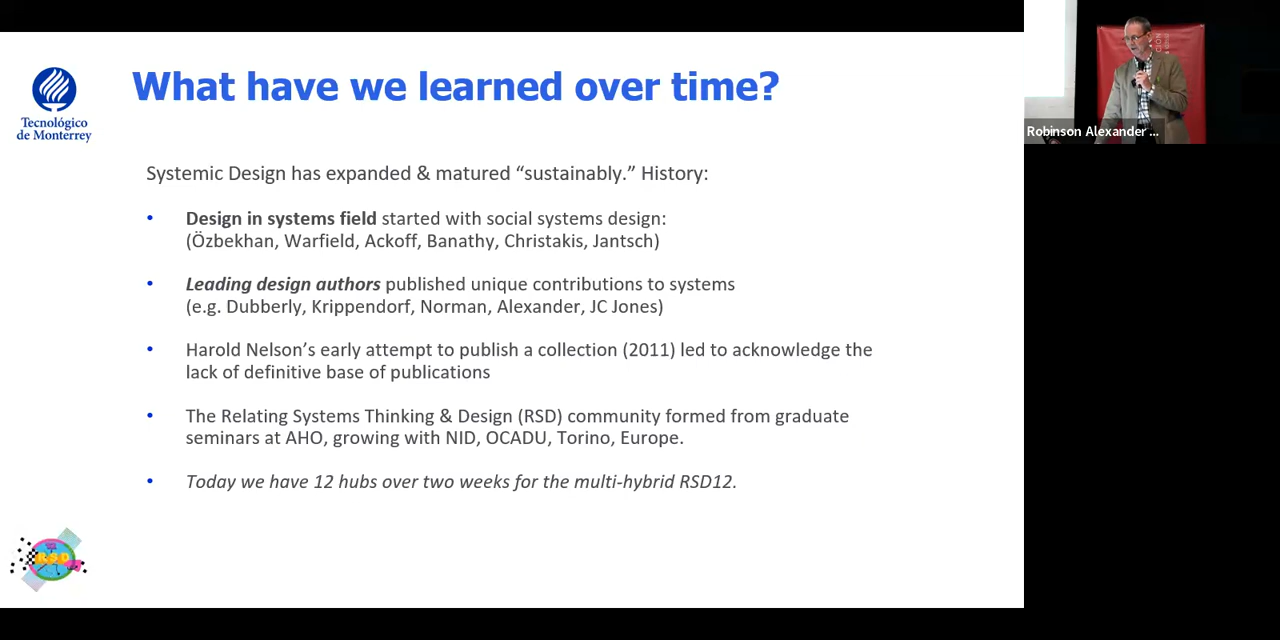 What have we learned over time?
Tecnológico
de Monterrey
Systemic Design has expanded & matured “sustainably.” History:
• Design in systems field started with social systems design:
(Özbekhan, Warfield, Ackoff, Banathy, Christakis, Jantsch)
• Leading design authors published unique contributions to systems
(e.g. Dubberly, Krippendorf, Norman, Alexander, JC Jones)
• Harold Nelson’s early attempt to publish a collection (2011) led to acknowledge the
lack of definitive base of publications
• The Relating Systems Thinking & Design (RSD) community formed from graduate
seminars at AHO, growing with NID, OCADU, Torino, Europe.
• Today we have 12 hubs over two weeks for the multi-hybrid RSD12.
RSD
Robinson Alexander ...